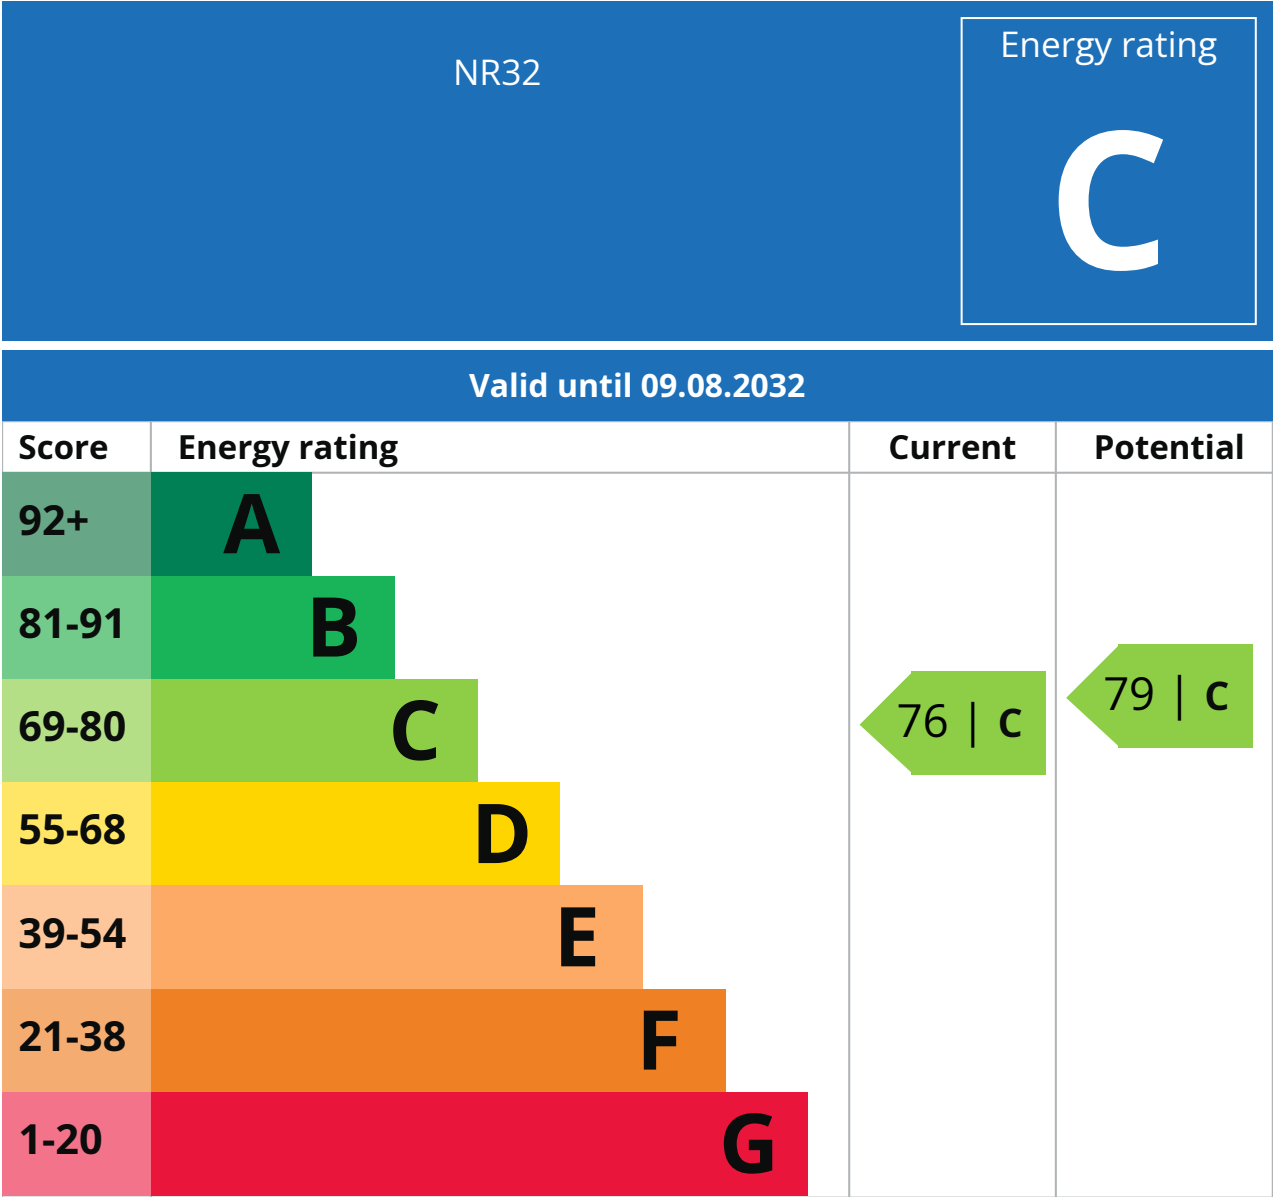 NR32
Energy rating
C
Valid until 09.08.2032
Score Energy rating Current Potential
92+ A
81-91 B
69-80 C 76 | C 79 | C
55-68 D
39-54 E
21-38 F
1-20 G